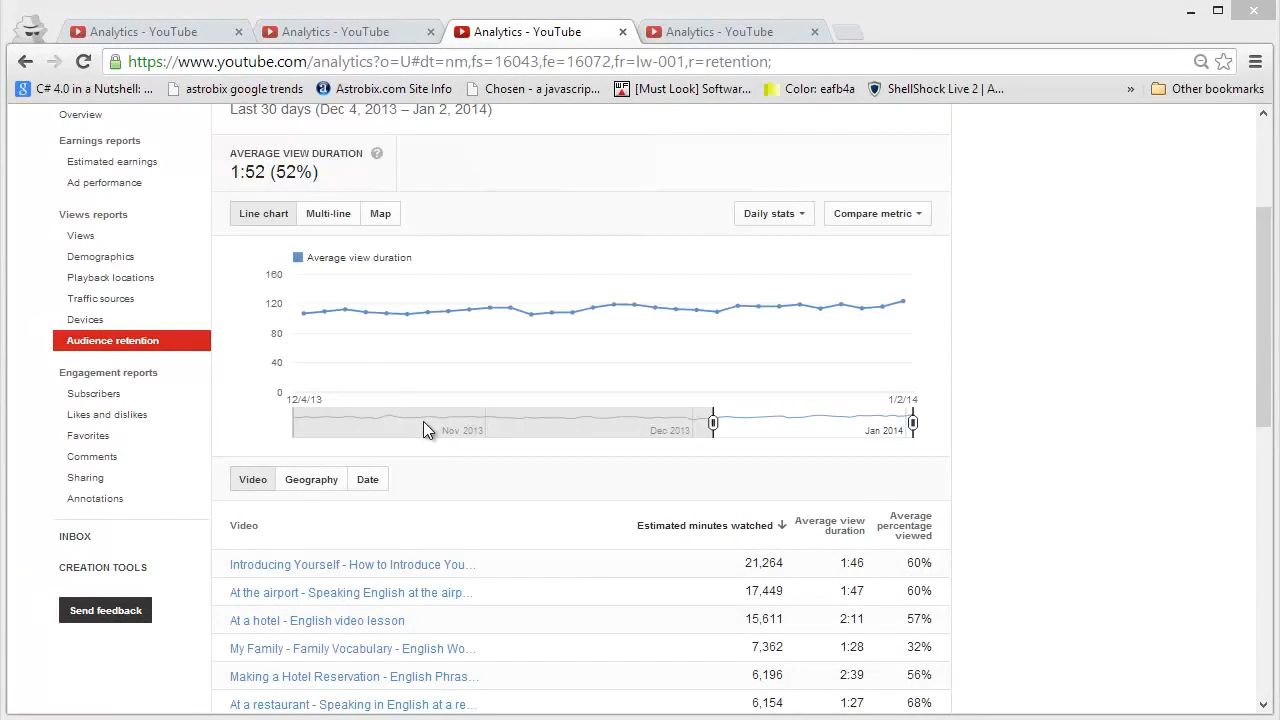 Analytics - YouTube × Analytics - YouTube × Analytics - YouTube × Analytics - YouTube ×
https://www.youtube.com/analytics?o=U#dt=nm,fs=16043,fe=16072,fr=lw-001,r=retention;
C# 4.0 in a Nutshell: ... astrobix google trends Astrobix.com Site Info Chosen - a javascrip... [Must Look] Softwar... Color: eafb4a ShellShock Live 2 | A... » Other bookmarks
Overview
Earnings reports
Estimated earnings
Ad performance
Views reports
Views
Demographics
Playback locations
Traffic sources
Devices
Audience retention
Engagement reports
Subscribers
Likes and dislikes
Favorites
Comments
Sharing
Annotations
INBOX
CREATION TOOLS
Send feedback
Last 30 days (Dec 4, 2013 – Jan 2, 2014)
AVERAGE VIEW DURATION ?
1:52 (52%)
Line chart Multi-line Map Daily stats Compare metric
Average view duration
160
120
80
40
0
12/4/13 1/2/14
Nov 2013 Dec 2013 Jan 2014
Video Geography Date
Video Estimated minutes watched Average view duration Average percentage viewed
Introducing Yourself - How to Introduce You... 21,264 1:46 60%
At the airport - Speaking English at the airp... 17,449 1:47 60%
At a hotel - English video lesson 15,611 2:11 57%
My Family - Family Vocabulary - English Wo... 7,362 1:28 32%
Making a Hotel Reservation - English Phras... 6,196 2:39 56%
At a restaurant - Speaking in English at a re... 6,154 1:27 68%